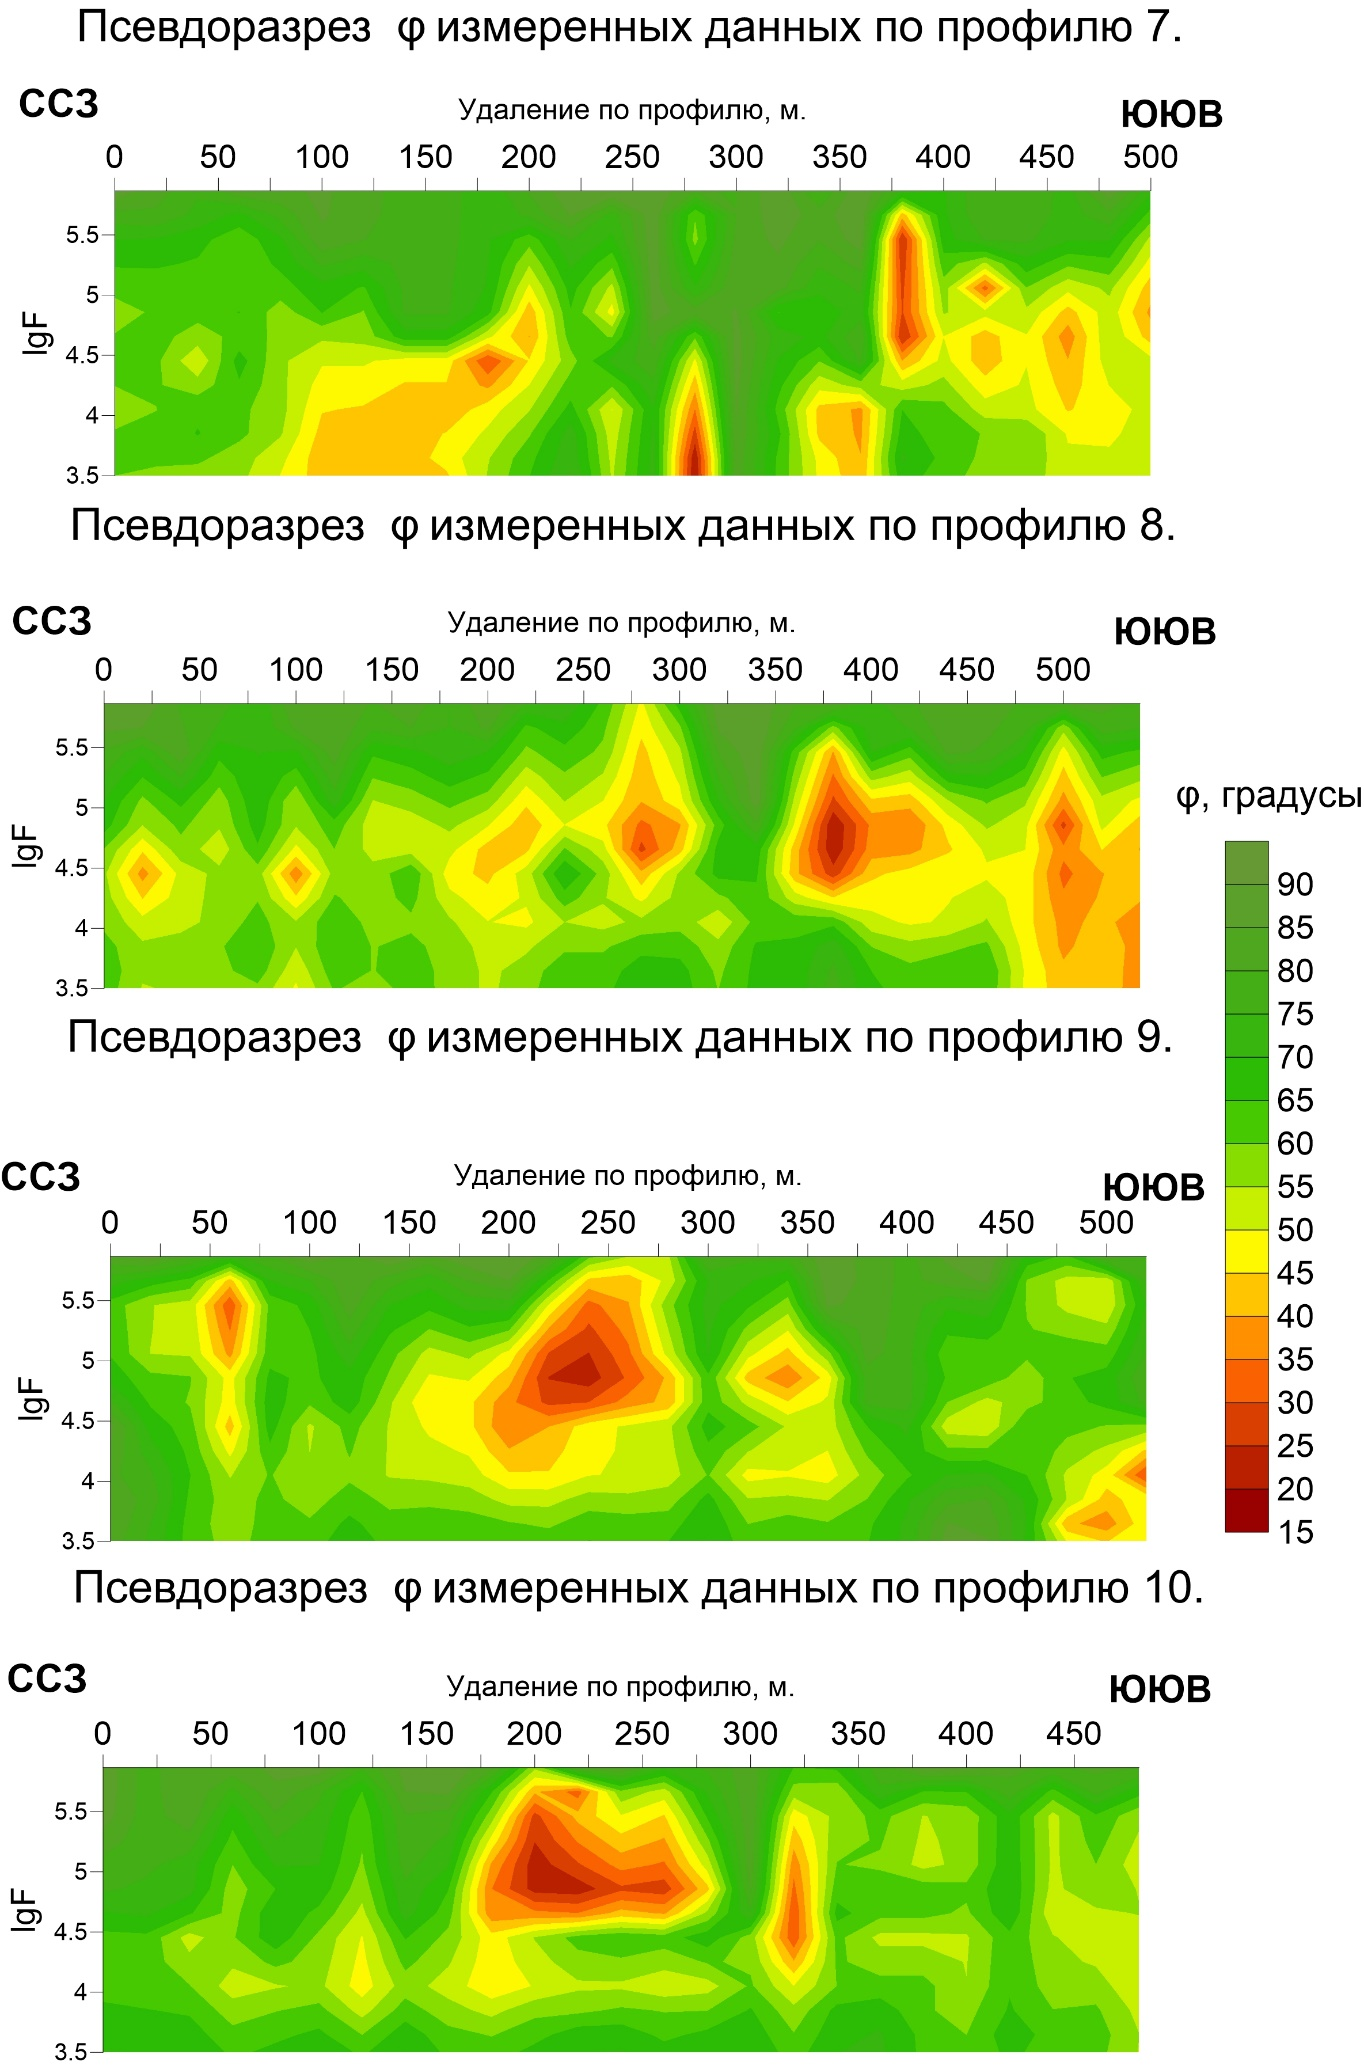 Псевдоразрез φ измеренных данных по профилю 7.
ССЗ
Удаление по профилю, м.
ЮЮВ
0 50 100 150 200 250 300 350 400 450 500
lgF
5.5
5
4.5
4
3.5
Псевдоразрез φ измеренных данных по профилю 8.
ССЗ
Удаление по профилю, м.
ЮЮВ
0 50 100 150 200 250 300 350 400 450 500
lgF
5.5
5
4.5
4
3.5
φ, градусы
90
85
80
75
70
65
60
55
50
45
40
35
30
25
20
15
Псевдоразрез φ измеренных данных по профилю 9.
ССЗ
Удаление по профилю, м.
ЮЮВ
0 50 100 150 200 250 300 350 400 450 500
lgF
5.5
5
4.5
4
3.5
Псевдоразрез φ измеренных данных по профилю 10.
ССЗ
Удаление по профилю, м.
ЮЮВ
0 50 100 150 200 250 300 350 400 450
lgF
5.5
5
4.5
4
3.5